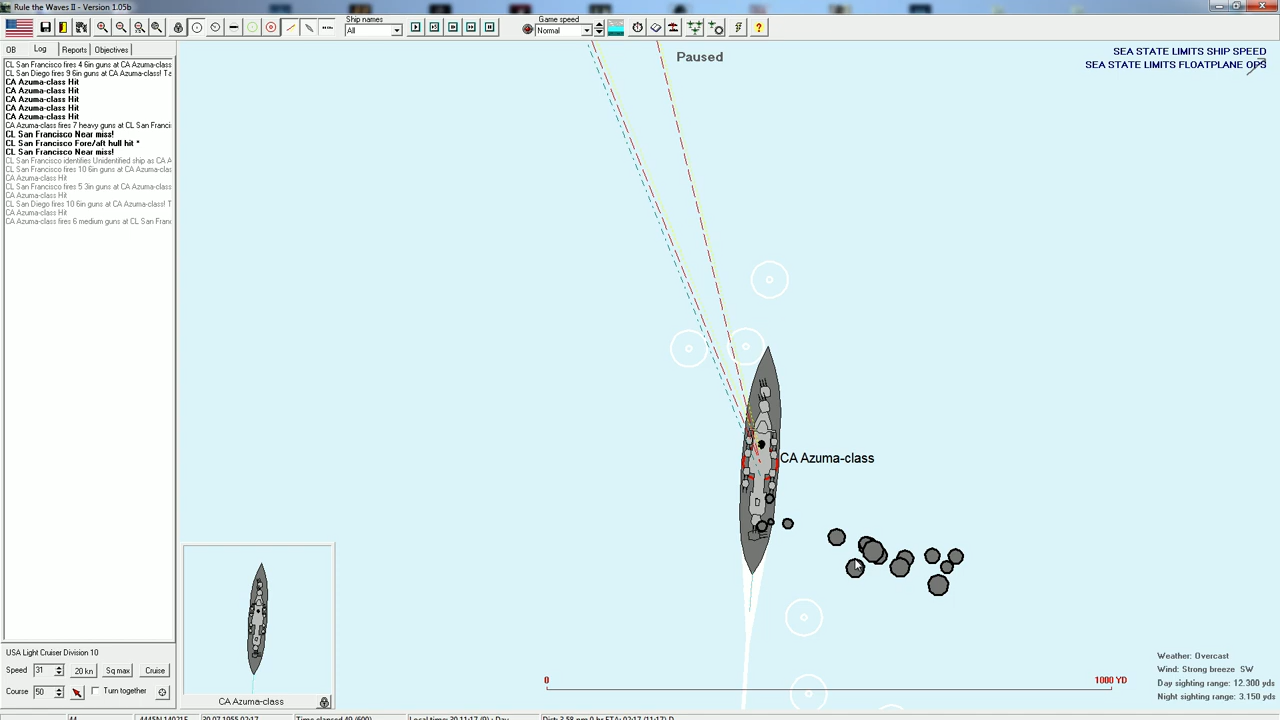 Rule the Waves II - Version 1.05b
Ship names
All
Game speed
Normal
OB Log Reports Objectives
CL San Francisco fires 4 6in guns at CA Azuma-class
CL San Diego fires 9 6in guns at CA Azuma-class! Ta
CA Azuma-class Hit
CA Azuma-class Hit
CA Azuma-class Hit
CA Azuma-class Hit
CA Azuma-class Hit
CA Azuma-class fires 7 heavy guns at CL San Franci
CL San Francisco Near miss!
CL San Francisco Fore/aft hull hit *
CL San Francisco Near miss!
CL San Francisco identifies Unidentified ship as CA A
CL San Francisco fires 10 6in guns at CA Azuma-clas
CA Azuma-class Hit
CL San Francisco fires 5 3in guns at CA Azuma-class
CA Azuma-class Hit
CL San Diego fires 10 6in guns at CA Azuma-class! T
CA Azuma-class Hit
CA Azuma-class fires 6 medium guns at CL San Fran
Paused
SEA STATE LIMITS SHIP SPEED
SEA STATE LIMITS FLOATPLANE OPS
CA Azuma-class
CA Azuma-class
0 1000 YD
Weather: Overcast
Wind: Strong breeze SW
Day sighting range: 12.300 yds
Night sighting range: 3.150 yds
USA Light Cruiser Division 10
Speed 31 20 kn Sq max Cruise
Course 50 Turn together